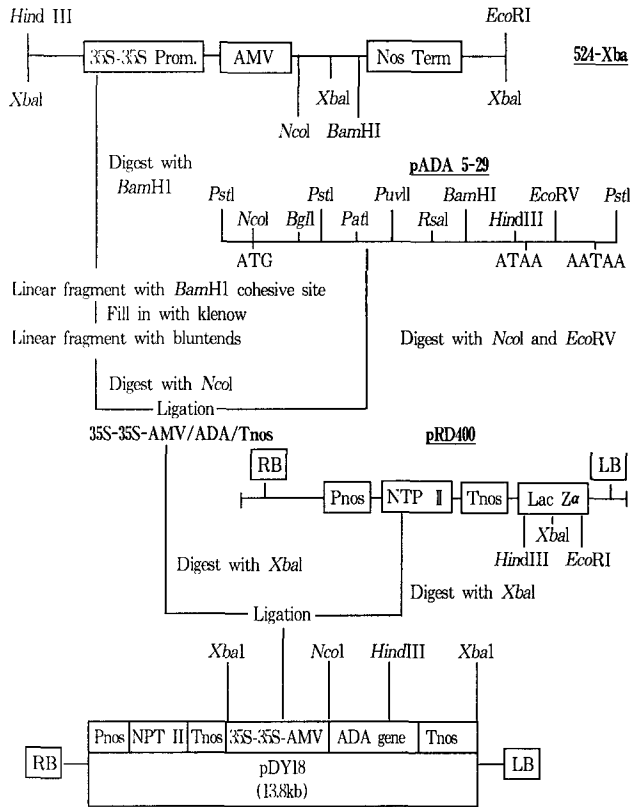 Hind III
EcoRI
35S-35S Prom.
AMV
Nos Term
524-Xba
XbaI
XbaI
XbaI
NcoI
BamHI
Digest with
BamH1
pADA 5-29
PstI
PstI
PuvII
BamHI
EcoRV
PstI
NcoI
BglI
PatI
RsaI
HindIII
ATG
ATAA
AATAA
Linear fragment with BamH1 cohesive site
Fill in with klenow
Linear fragment with bluntends
Digest with NcoI and EcoRV
Digest with NcoI
Ligation
35S-35S-AMV/ADA/Tnos
pRD400
RB
LB
Pnos
NTP II
Tnos
Lac Zα
XbaI
HindIII
EcoRI
Digest with XbaI
Digest with XbaI
Ligation
XbaI
NcoI
HindIII
XbaI
Pnos
NPT II
Tnos
35S-35S-AMV
ADA gene
Tnos
RB
pDY18
LB
(13.8kb)